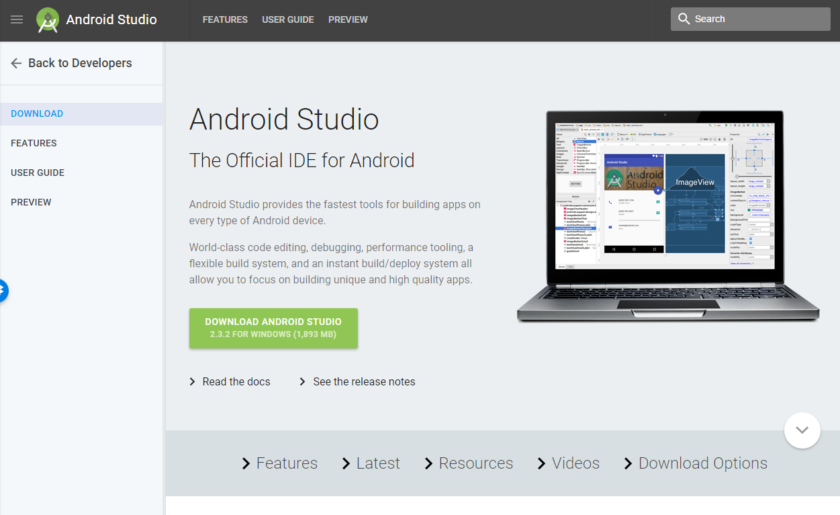 Android Studio
FEATURES
USER GUIDE
PREVIEW
Search
Back to Developers
DOWNLOAD
FEATURES
USER GUIDE
PREVIEW
Android Studio
The Official IDE for Android
Android Studio provides the fastest tools for building apps on
every type of Android device.
World-class code editing, debugging, performance tooling, a
flexible build system, and an instant build/deploy system all
allow you to focus on building unique and high quality apps.
DOWNLOAD ANDROID STUDIO
2.3.2 FOR WINDOWS (1,893 MB)
Read the docs
See the release notes
Android Studio
ImageView
Features
Latest
Resources
Videos
Download Options